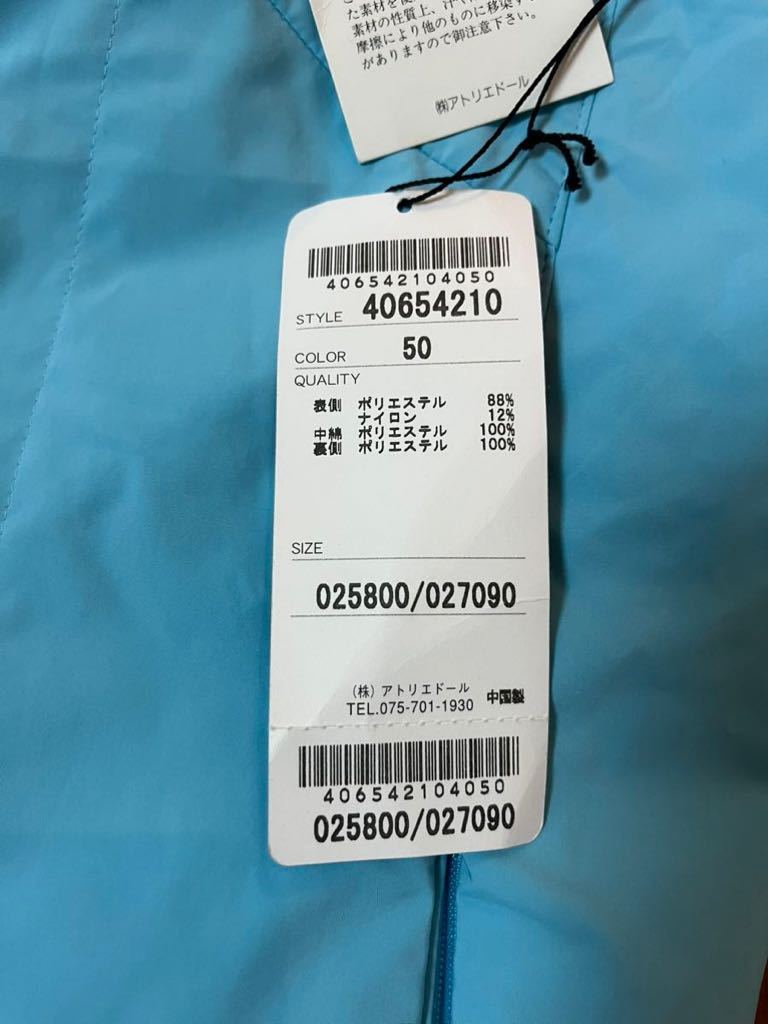 た素材を使
素材の性質上、汗や
摩擦により他のものに移染す
がありますので御注意下さい。
㈱アトリエドール
406542104050
STYLE 40654210
COLOR 50
QUALITY
表側 ポリエステル 88%
ナイロン 12%
中綿 ポリエステル 100%
裏側 ポリエステル 100%
SIZE
025800/027090
(株)アトリエドール
TEL.075-701-1930 中国製
406542104050
025800/027090